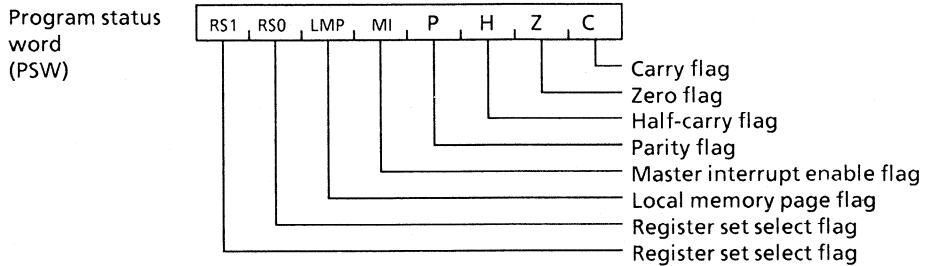 Program status
word
(PSW)
RS1 RS0 LMP MI P H Z C
Carry flag
Zero flag
Half-carry flag
Parity flag
Master interrupt enable flag
Local memory page flag
Register set select flag
Register set select flag